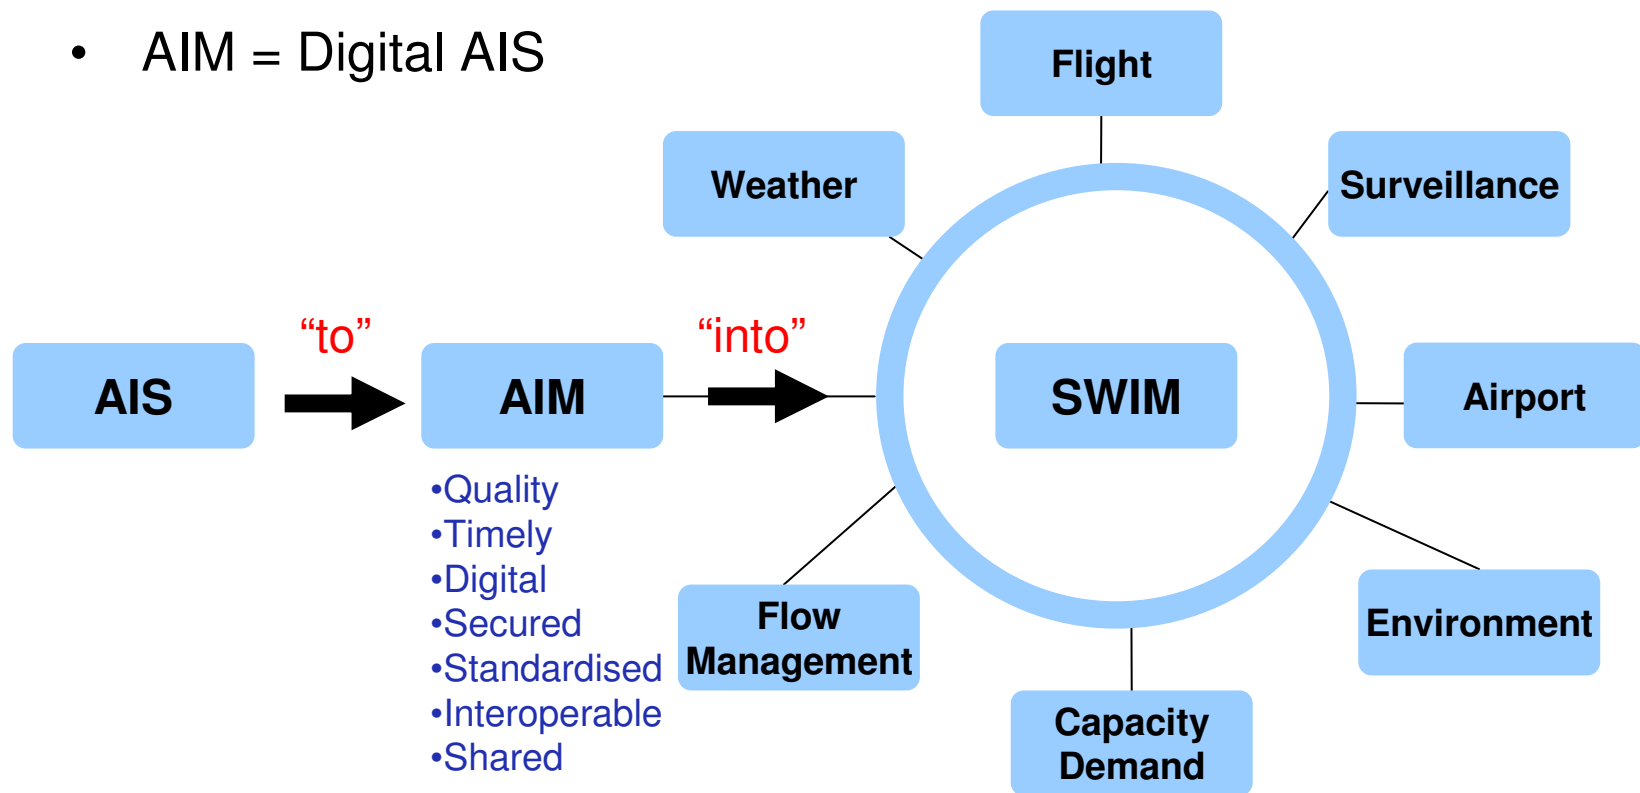 • AIM = Digital AIS
Flight
Weather
Surveillance
“to”
“into”
AIS
AIM
SWIM
Airport
•Quality
•Timely
•Digital
•Secured
•Standardised
•Interoperable
•Shared
Flow
Management
Environment
Capacity
Demand